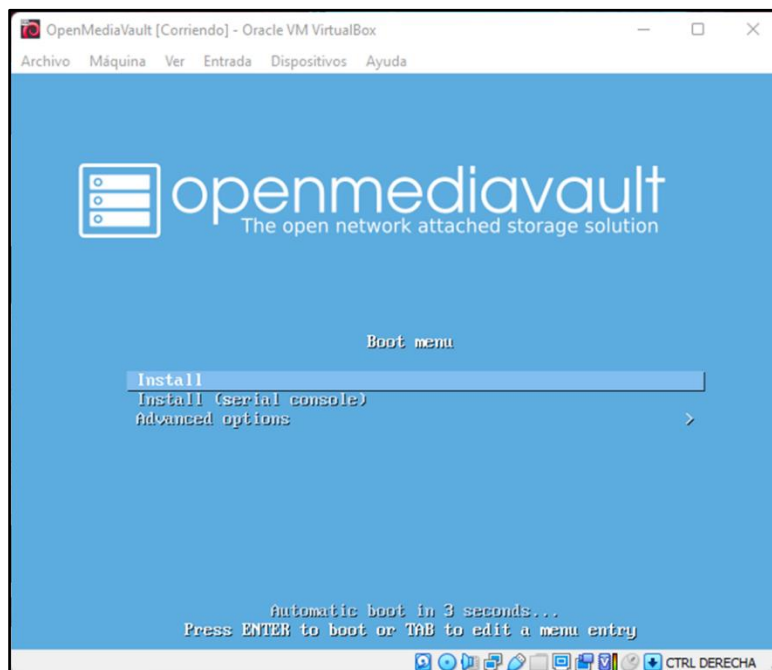 OpenMediaVault [Corriendo] - Oracle VM VirtualBox
Archivo Máquina Ver Entrada Dispositivos Ayuda
openmediavault
The open network attached storage solution
Boot menu
Install
Install (serial console)
Advanced options >
Automatic boot in 3 seconds...
Press ENTER to boot or TAB to edit a menu entry
CTRL DERECHA